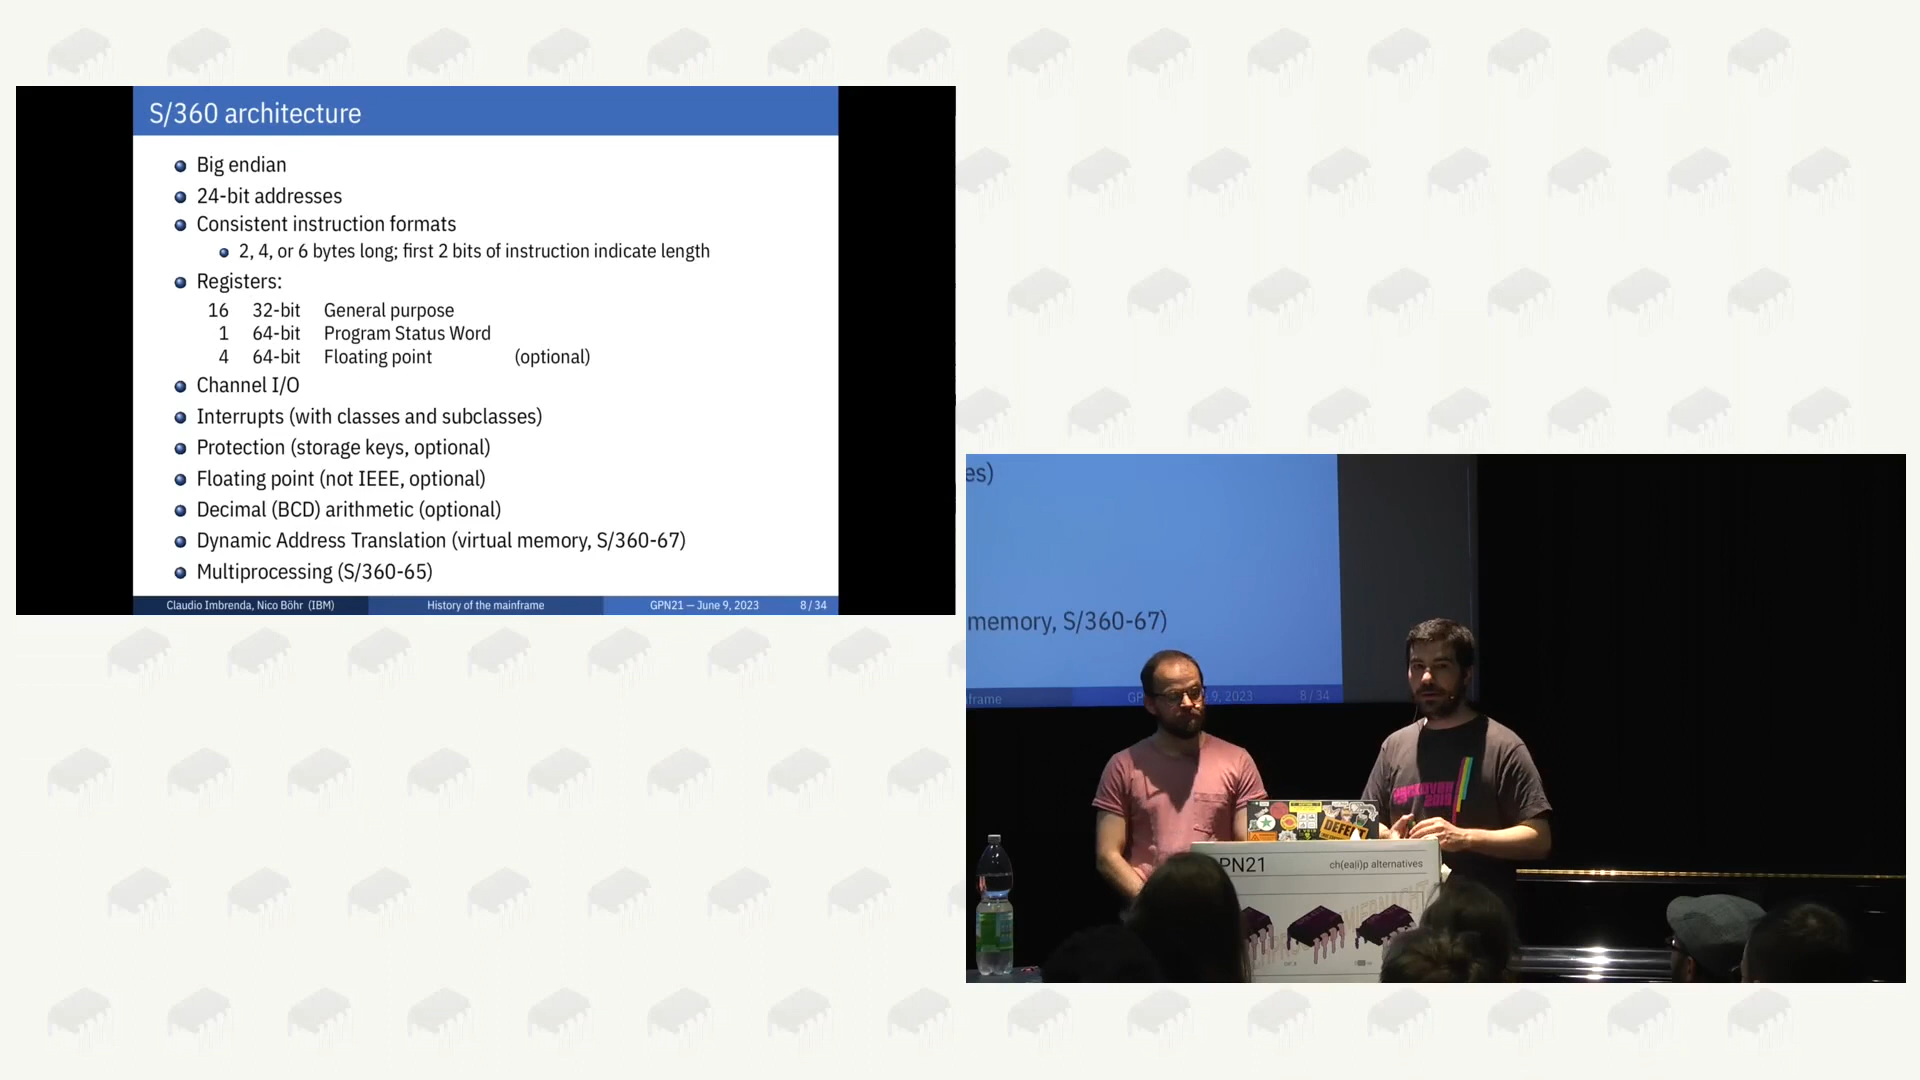 S/360 architecture
Big endian
24-bit addresses
Consistent instruction formats
2, 4, or 6 bytes long; first 2 bits of instruction indicate length
Registers:
16 32-bit General purpose
1 64-bit Program Status Word
4 64-bit Floating point (optional)
Channel I/O
Interrupts (with classes and subclasses)
Protection (storage keys, optional)
Floating point (not IEEE, optional)
Decimal (BCD) arithmetic (optional)
Dynamic Address Translation (virtual memory, S/360-67)
Multiprocessing (S/360-65)
Claudio Imbrenda, Nico Böhr (IBM) History of the mainframe GPN21 — June 9, 2023 8 / 34
es)
memory, S/360-67)
nframe GP 9, 2023 8 / 34
2019
DEFE
PN21 ch(ea|i)p alternatives